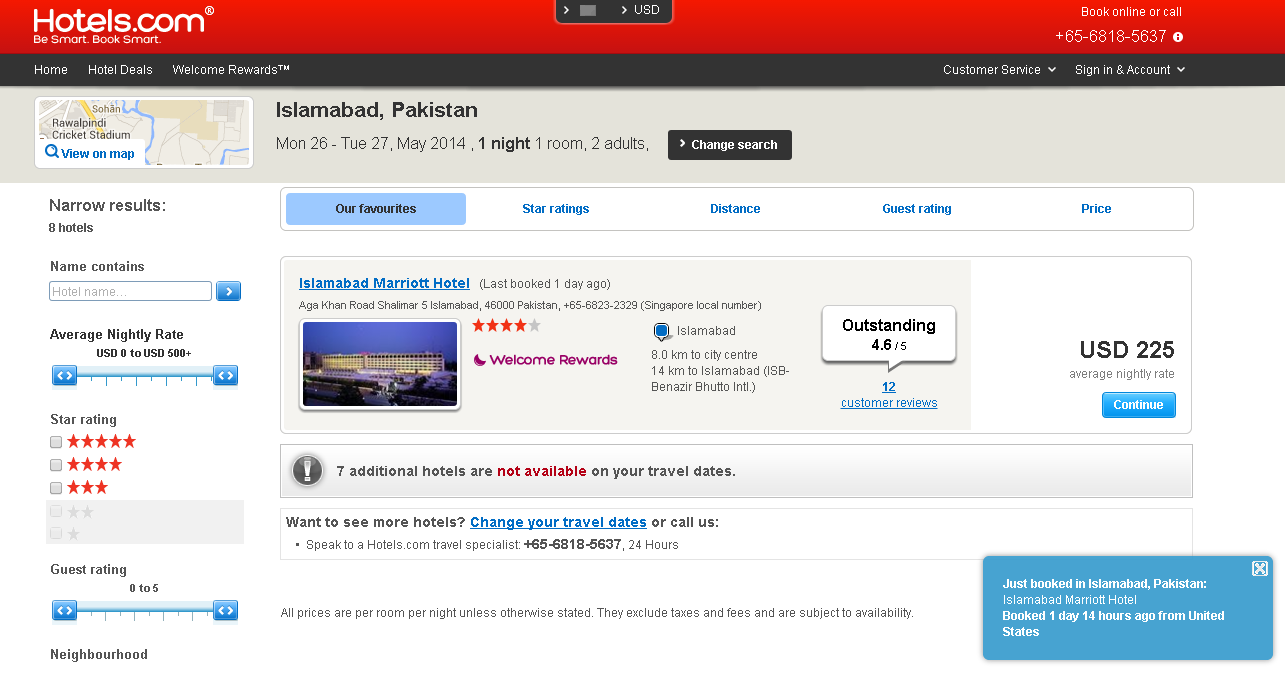 Hotels.com®
Be Smart. Book Smart.
USD
Book online or call
+65-6818-5637
Home Hotel Deals Welcome Rewards™ Customer Service Sign in & Account
Sohān
Rawalpindi
Cricket Stadium
View on map
Islamabad, Pakistan
Mon 26 - Tue 27, May 2014 , 1 night 1 room, 2 adults,
Change search
Narrow results:
8 hotels
Name contains
Hotel name...
Average Nightly Rate
USD 0 to USD 500+
Star rating
Guest rating
0 to 5
Neighbourhood
Our favourites Star ratings Distance Guest rating Price
Islamabad Marriott Hotel (Last booked 1 day ago)
Aga Khan Road Shalimar 5 Islamabad, 46000 Pakistan, +65-6823-2329 (Singapore local number)
Welcome Rewards
Islamabad
8.0 km to city centre
14 km to Islamabad (ISB-
Benazir Bhutto Intl.)
Outstanding
4.6 / 5
12
customer reviews
USD 225
average nightly rate
Continue
7 additional hotels are not available on your travel dates.
Want to see more hotels? Change your travel dates or call us:
• Speak to a Hotels.com travel specialist: +65-6818-5637, 24 Hours
All prices are per room per night unless otherwise stated. They exclude taxes and fees and are subject to availability.
Just booked in Islamabad, Pakistan:
Islamabad Marriott Hotel
Booked 1 day 14 hours ago from United
States